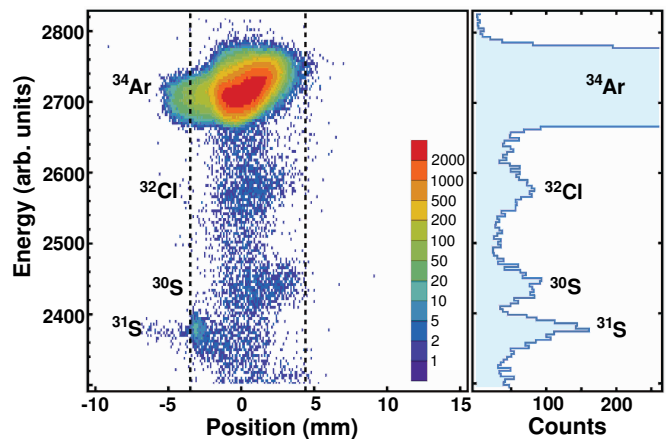 2800
2700
2600
2500
2400
Energy (arb. units)
³⁴Ar
³²Cl
³⁰S
³¹S
2000
1000
500
200
100
50
20
10
5
2
1
-10 -5 0 5 10 15
Position (mm)
³⁴Ar
³²Cl
³⁰S
³¹S
100 200
Counts